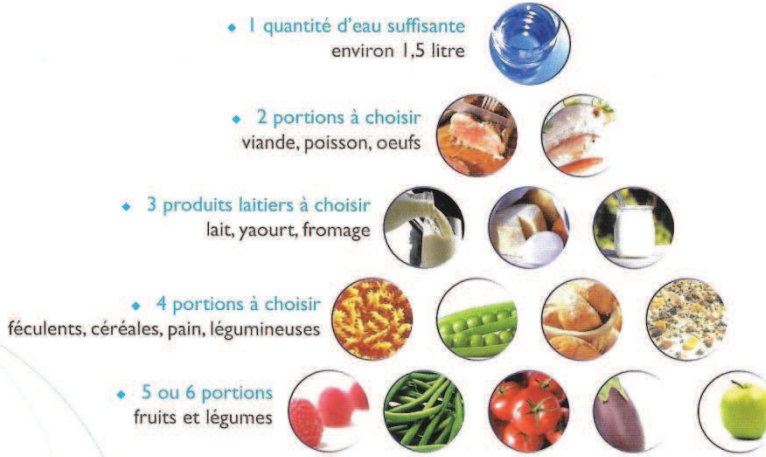 1 quantité d'eau suffisante
environ 1,5 litre
2 portions à choisir
viande, poisson, oeufs
3 produits laitiers à choisir
lait, yaourt, fromage
4 portions à choisir
féculents, céréales, pain, légumineuses
5 ou 6 portions
fruits et légumes